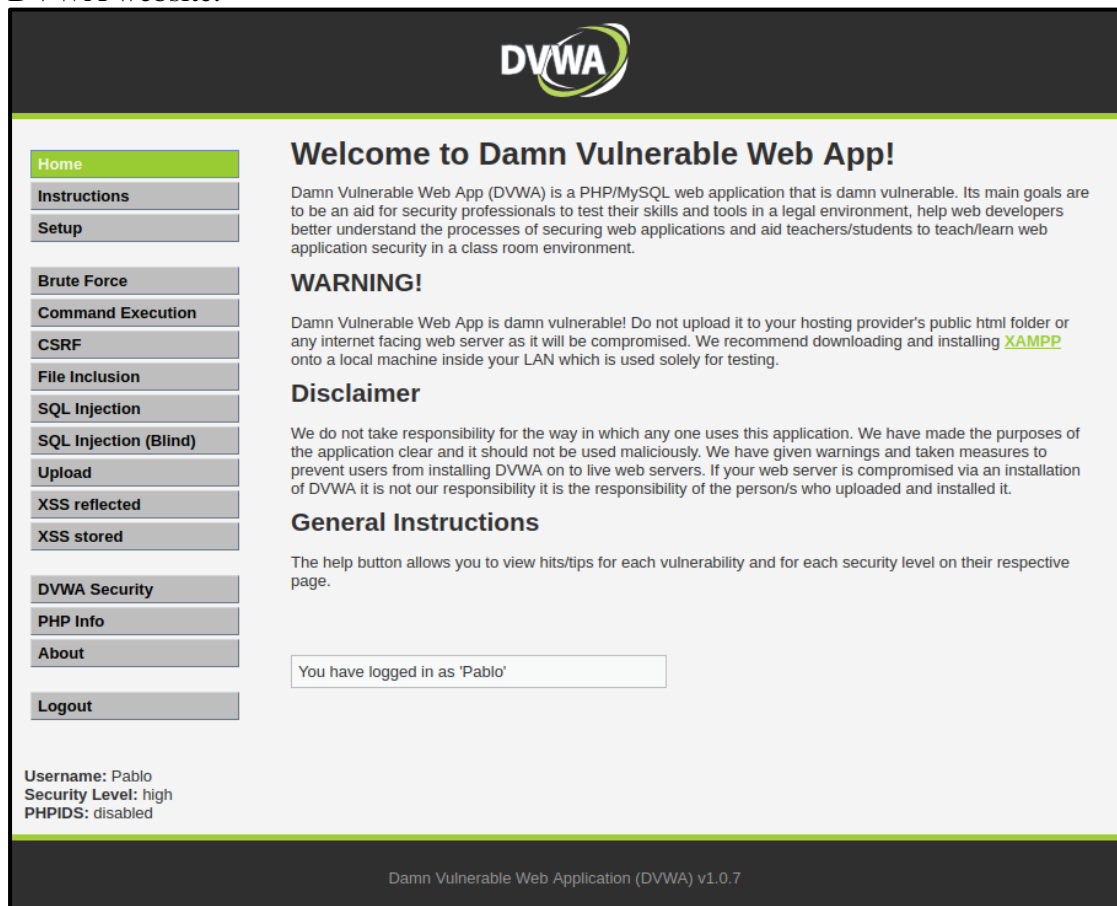 DVWA website.
DVWA
Home
Instructions
Setup
Brute Force
Command Execution
CSRF
File Inclusion
SQL Injection
SQL Injection (Blind)
Upload
XSS reflected
XSS stored
DVWA Security
PHP Info
About
Logout
Username: Pablo
Security Level: high
PHPIDS: disabled
Welcome to Damn Vulnerable Web App!
Damn Vulnerable Web App (DVWA) is a PHP/MySQL web application that is damn vulnerable. Its main goals are
to be an aid for security professionals to test their skills and tools in a legal environment, help web developers
better understand the processes of securing web applications and aid teachers/students to teach/learn web
application security in a class room environment.
WARNING!
Damn Vulnerable Web App is damn vulnerable! Do not upload it to your hosting provider's public html folder or
any internet facing web server as it will be compromised. We recommend downloading and installing XAMPP
onto a local machine inside your LAN which is used solely for testing.
Disclaimer
We do not take responsibility for the way in which any one uses this application. We have made the purposes of
the application clear and it should not be used maliciously. We have given warnings and taken measures to
prevent users from installing DVWA on to live web servers. If your web server is compromised via an installation
of DVWA it is not our responsibility it is the responsibility of the person/s who uploaded and installed it.
General Instructions
The help button allows you to view hits/tips for each vulnerability and for each security level on their respective
page.
You have logged in as 'Pablo'
Damn Vulnerable Web Application (DVWA) v1.0.7